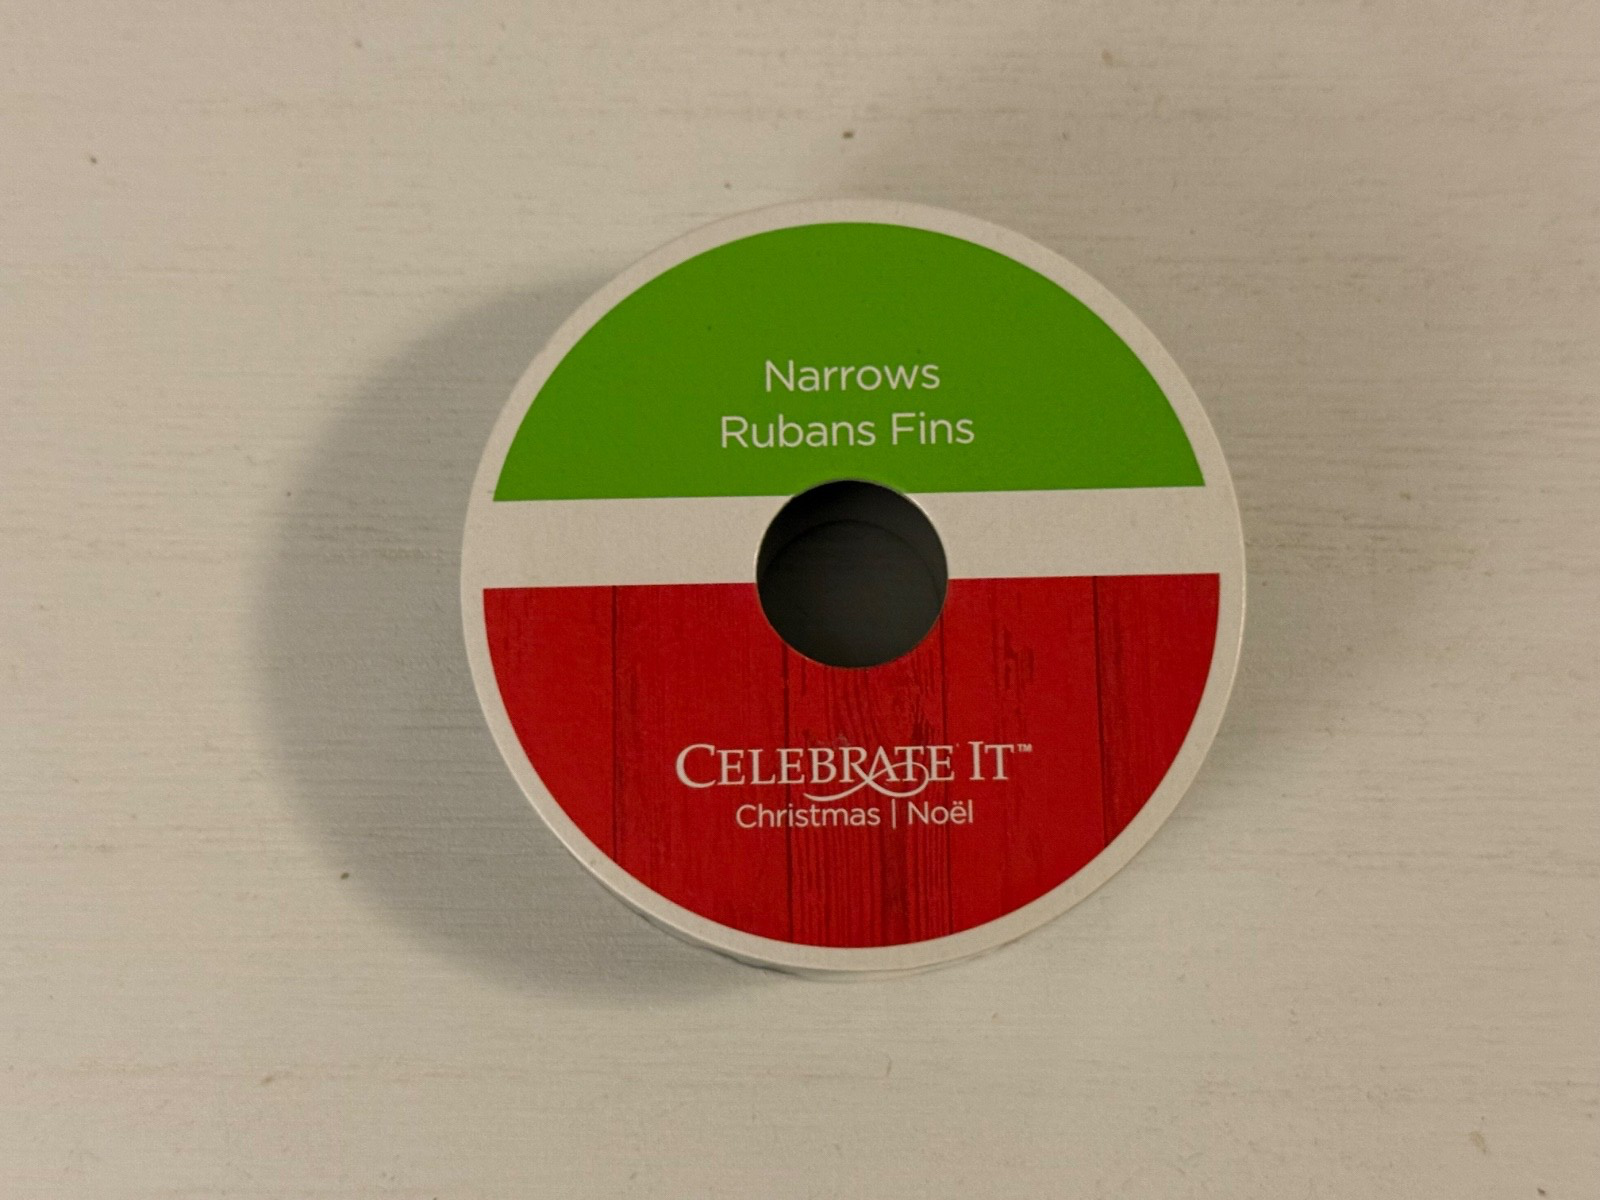 Narrows
Rubans Fins
CELEBRATE IT™
Christmas | Noël